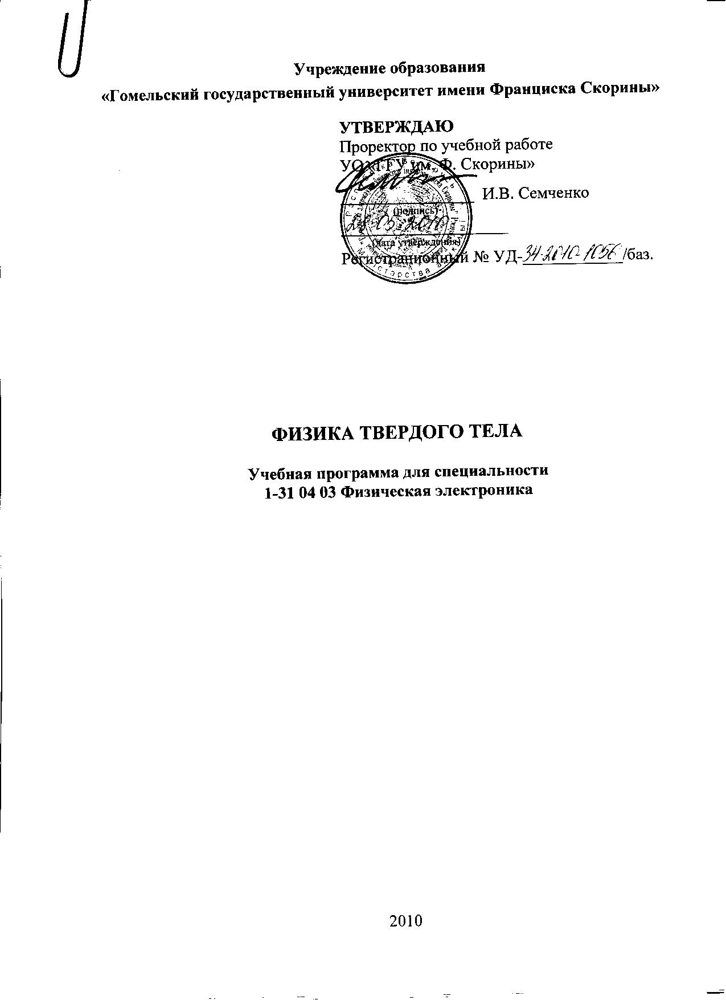 Учреждение образования
«Гомельский государственный университет имени Франциска Скорины»
УТВЕРЖДАЮ
Проректор по учебной работе
УО «ГГУ им. Ф. Скорины»
И.В. Семченко
(подпись)
28.05.2010
(дата утверждения)
Регистрационный № УД-34-2010-1056/баз.
ФИЗИКА ТВЕРДОГО ТЕЛА
Учебная программа для специальности
1-31 04 03 Физическая электроника
2010